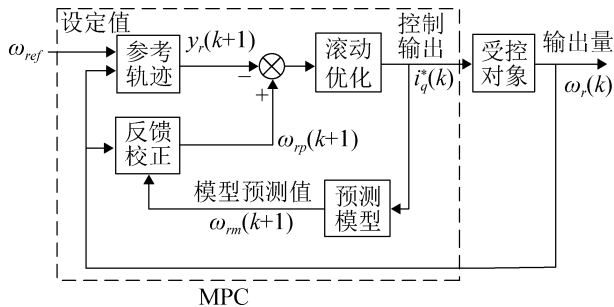 设定值
ω_ref
参考
轨迹
y_r(k+1)
−
+
滚动
优化
控制
输出
i_q^*(k)
受控
对象
输出量
ω_r(k)
反馈
校正
ω_rp(k+1)
模型预测值
ω_rm(k+1)
预测
模型
MPC